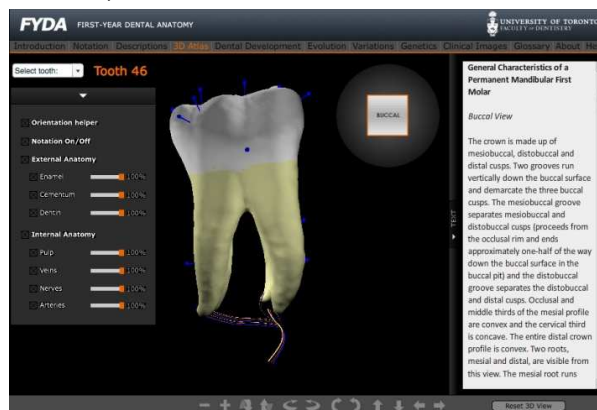 FYDA FIRST-YEAR DENTAL ANATOMY
UNIVERSITY OF TORONTO
FACULTY OF DENTISTRY
Introduction Notation Descriptions 3D Atlas Dental Development Evolution Variations Genetics Clinical Images Glossary About He
Select tooth:
Tooth 46
Orientation helper
Notation On/Off
External Anatomy
Enamel 100%
Cementum 100%
Dentin 100%
Internal Anatomy
Pulp 100%
Veins 100%
Nerves 100%
Arteries 100%
BUCCAL
TEXT
General Characteristics of a
Permanent Mandibular First
Molar
Buccal View
The crown is made up of
mesiobuccal, distobuccal and
distal cusps. Two grooves run
vertically down the buccal surface
and demarcate the three buccal
cusps. The mesiobuccal groove
separates mesiobuccal and
distobuccal cusps (proceeds from
the occlusal rim and ends
approximately one-half of the way
down the buccal surface in the
buccal pit) and the distobuccal
groove separates the distobuccal
and distal cusps. Occlusal and
middle thirds of the mesial profile
are convex and the cervical third
is concave. The entire distal crown
profile is convex. Two roots,
mesial and distal, are visible from
this view. The mesial root runs
Reset 3D View